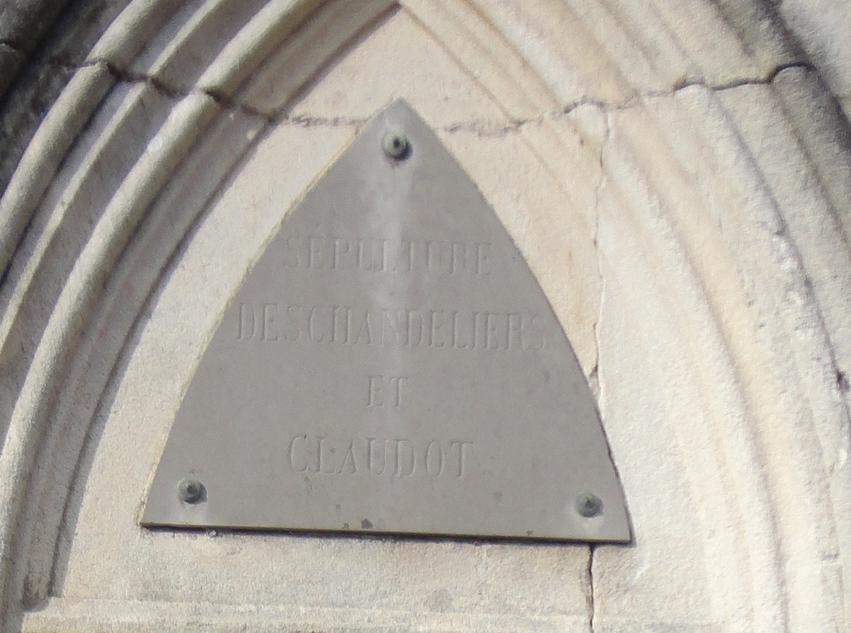 SÉPULTURE
DESCHANDELIERS
ET
CLAUDOT